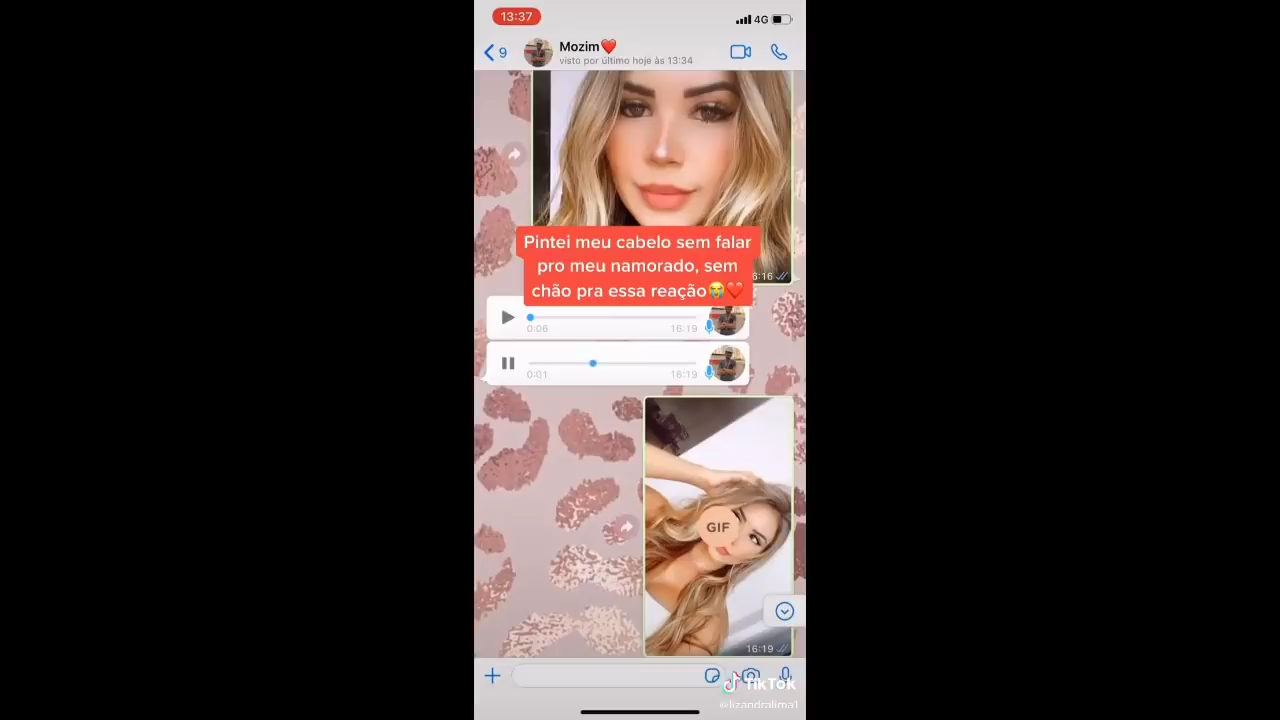 13:37
4G
9
Mozim❤️
visto por último hoje às 13:34
Pintei meu cabelo sem falar
pro meu namorado, sem
chão pra essa reação😭❤️
6:16
0:06
16:19
0:01
16:19
GIF
16:19
TikTok
@lizandralima1